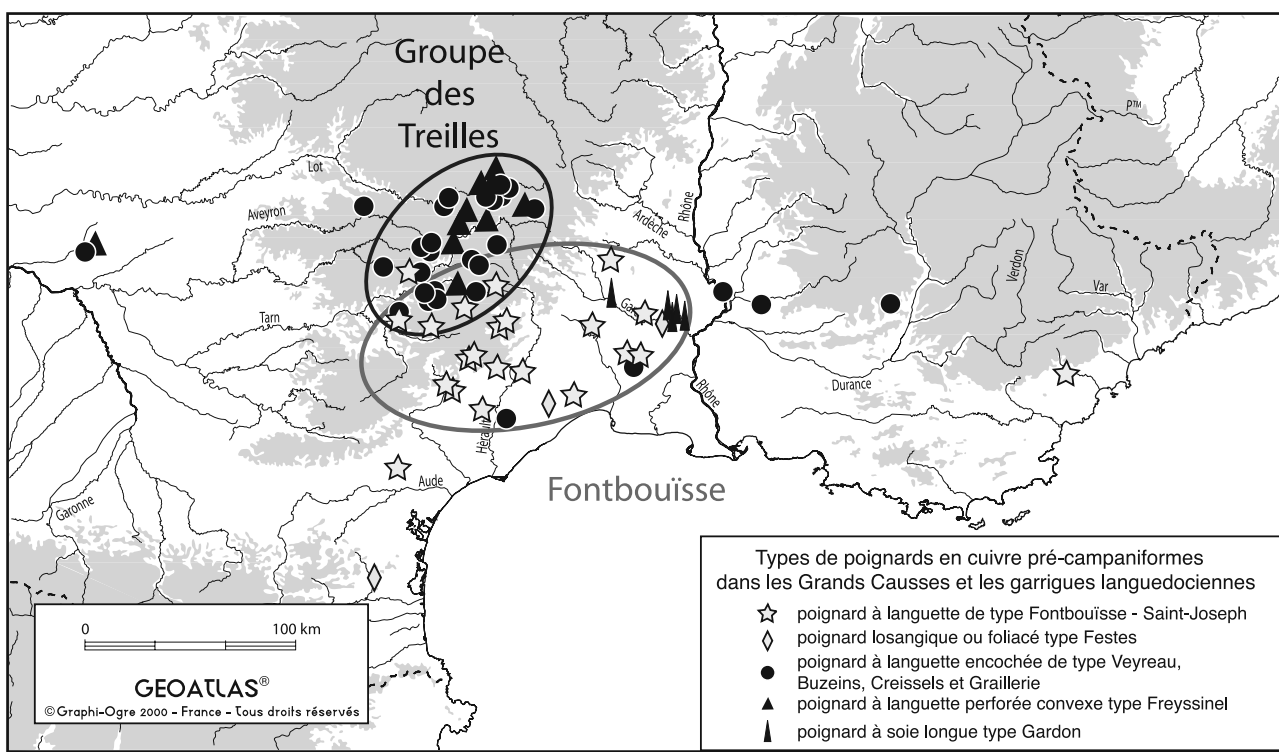 Groupe
des
Treilles
Lot
Aveyron
Tarn
Garonne
Aude
Hérault
Ardèche
Rhône
Rhône
Durance
Verdon
Var
Fontbouïsse
0 100 km
GEOATLAS®
© Graphi-Ogre 2000 - France - Tous droits réservés
Types de poignards en cuivre pré-campaniformes
dans les Grands Causses et les garrigues languedociennes
poignard à languette de type Fontbouïsse - Saint-Joseph
poignard losangique ou foliacé type Festes
poignard à languette encochée de type Veyreau,
Buzeins, Creissels et Graillerie
poignard à languette perforée convexe type Freyssinel
poignard à soie longue type Gardon